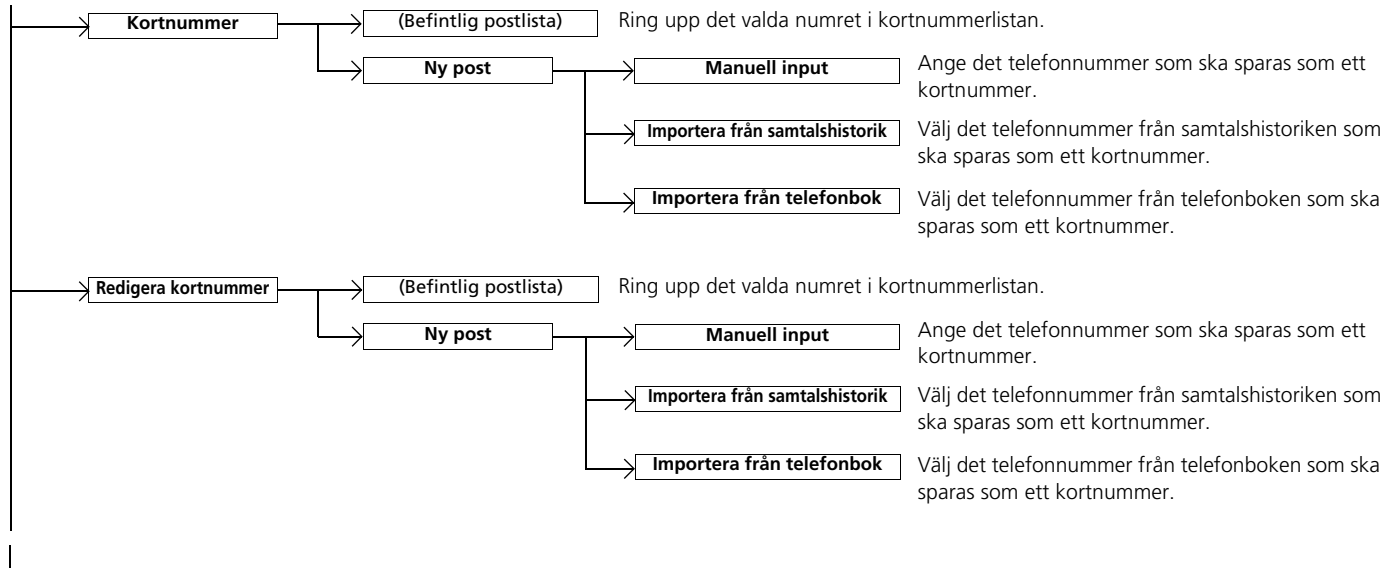 Kortnummer
(Befintlig postlista)
Ring upp det valda numret i kortnummerlistan.
Ny post
Manuell input
Ange det telefonnummer som ska sparas som ett
kortnummer.
Importera från samtalshistorik
Välj det telefonnummer från samtalshistoriken som
ska sparas som ett kortnummer.
Importera från telefonbok
Välj det telefonnummer från telefonboken som ska
sparas som ett kortnummer.
Redigera kortnummer
(Befintlig postlista)
Ring upp det valda numret i kortnummerlistan.
Ny post
Manuell input
Ange det telefonnummer som ska sparas som ett
kortnummer.
Importera från samtalshistorik
Välj det telefonnummer från samtalshistoriken som
ska sparas som ett kortnummer.
Importera från telefonbok
Välj det telefonnummer från telefonboken som ska
sparas som ett kortnummer.